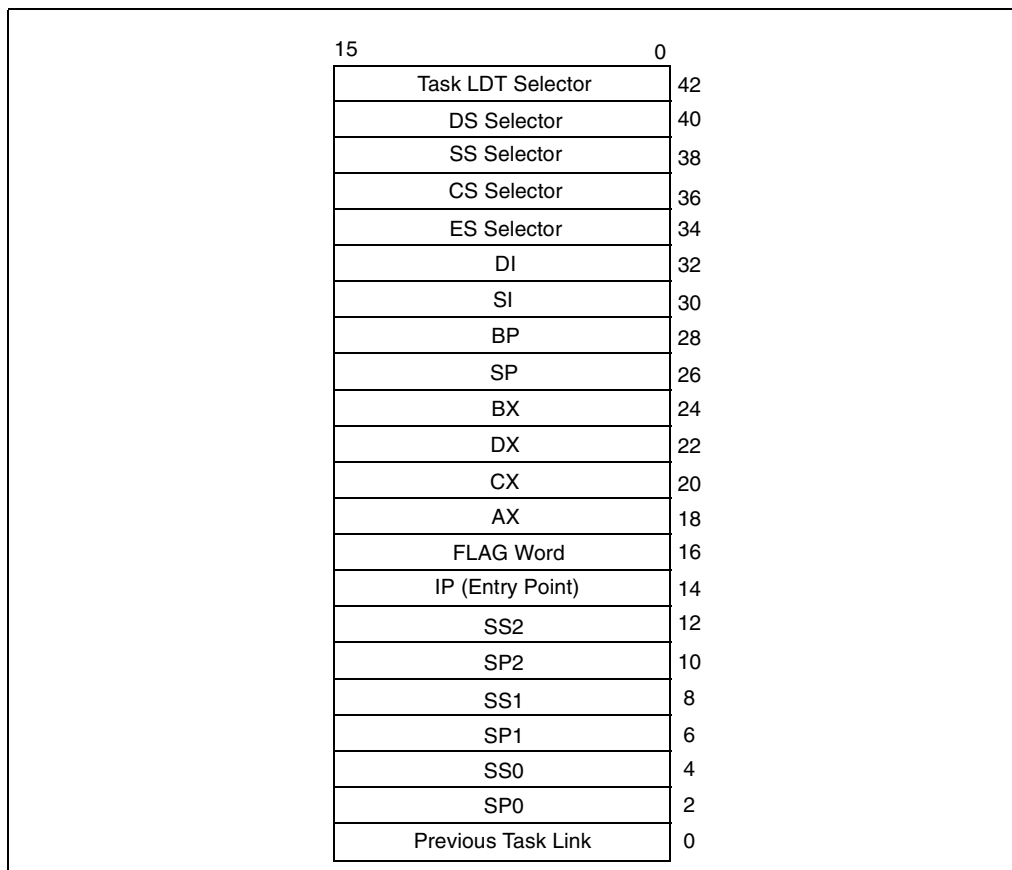 15 0
Task LDT Selector 42
DS Selector 40
SS Selector 38
CS Selector 36
ES Selector 34
DI 32
SI 30
BP 28
SP 26
BX 24
DX 22
CX 20
AX 18
FLAG Word 16
IP (Entry Point) 14
SS2 12
SP2 10
SS1 8
SP1 6
SS0 4
SP0 2
Previous Task Link 0